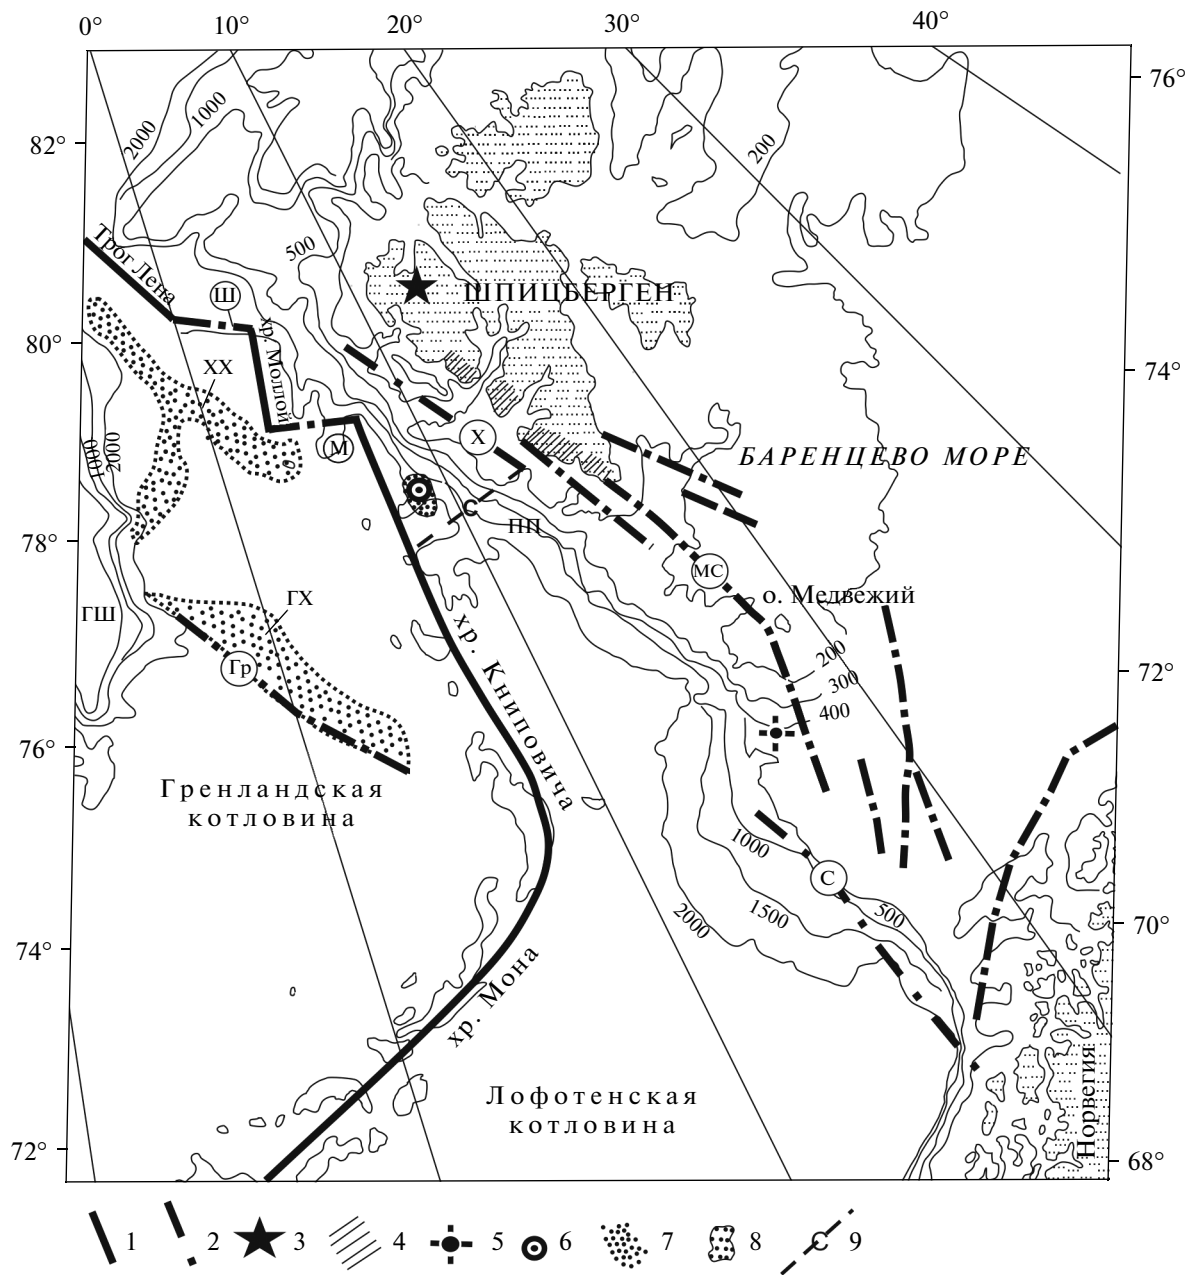 0° 10° 20° 30° 40°
76°
82°
2000
1000
200
500
Трог Лена
Ш
ШПИЦБЕРГЕН
80°
74°
хр. Моллой
ХХ
1000
2000
М
Х
БАРЕНЦЕВО МОРЕ
С
ПП
78°
МС
о. Медвежий
ГШ
ГХ
Гр
хр. Книповича
200
300
400
72°
76°
Гренландская
котловина
1000
1500
2000
С
500
70°
74°
хр. Мона
Лофотенская
котловина
Норвегия
72°
68°
1 2 3 4 5 6 7 8 С 9